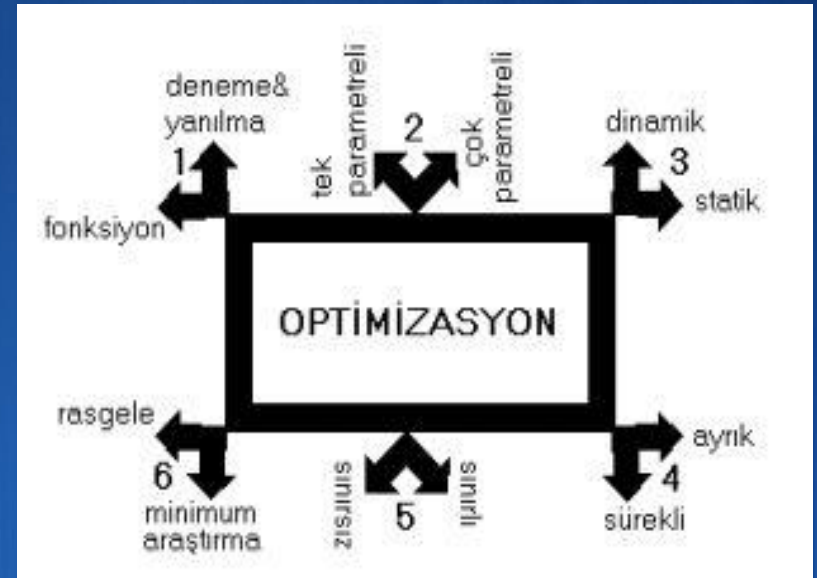 deneme&
yanılma
1
fonksiyon
tek
parametreli
2
çok
parametreli
dinamik
3
statik
OPTİMİZASYON
rasgele
6
minimum
araştırma
sınırsız
5
sınırlı
ayrık
4
sürekli